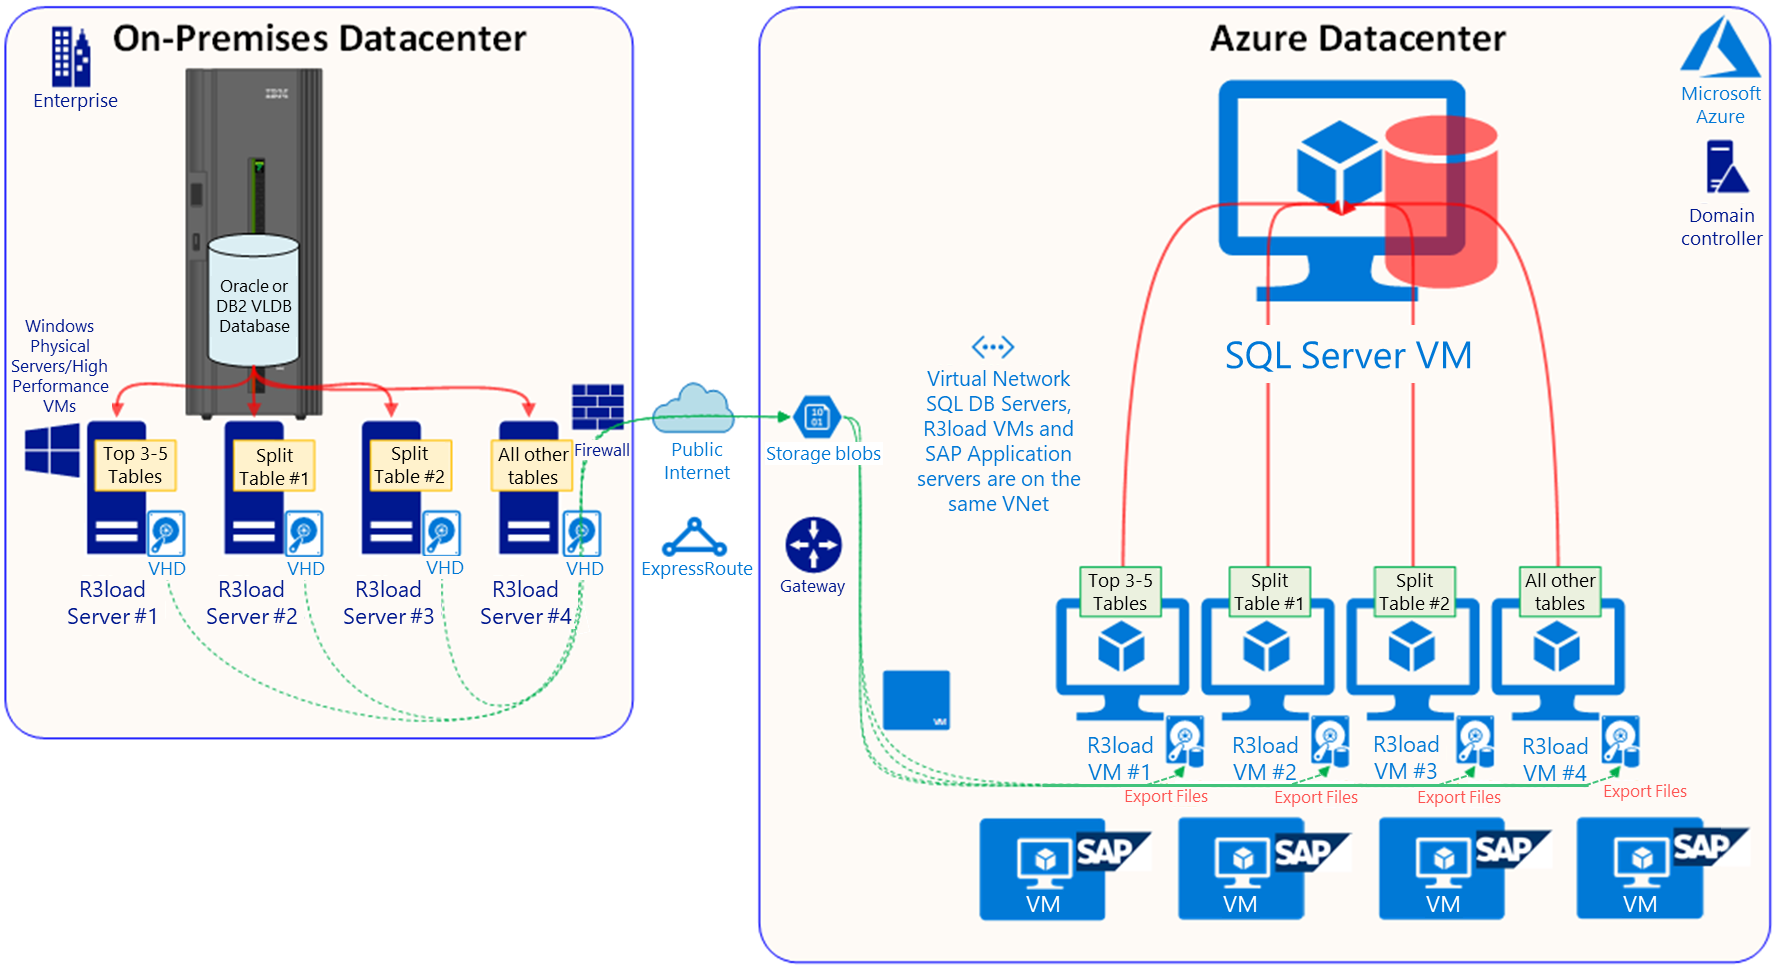 On-Premises Datacenter
Enterprise
Oracle or
DB2 VLDB
Database
Windows
Physical
Servers/High
Performance
VMs
Top 3-5
Tables
Split
Table #1
Split
Table #2
All other
tables
Firewall
VHD
VHD
VHD
VHD
R3load
Server #1
R3load
Server #2
R3load
Server #3
R3load
Server #4
Public
Internet
ExpressRoute
Azure Datacenter
Microsoft
Azure
Domain
controller
SQL Server VM
10
01
Storage blobs
Gateway
Virtual Network
SQL DB Servers,
R3load VMs and
SAP Application
servers are on the
same VNet
VM
Top 3-5
Tables
Split
Table #1
Split
Table #2
All other
tables
R3load
VM #1
R3load
VM #2
R3load
VM #3
R3load
VM #4
Export Files
Export Files
Export Files
Export Files
SAP
VM
SAP
VM
SAP
VM
SAP
VM